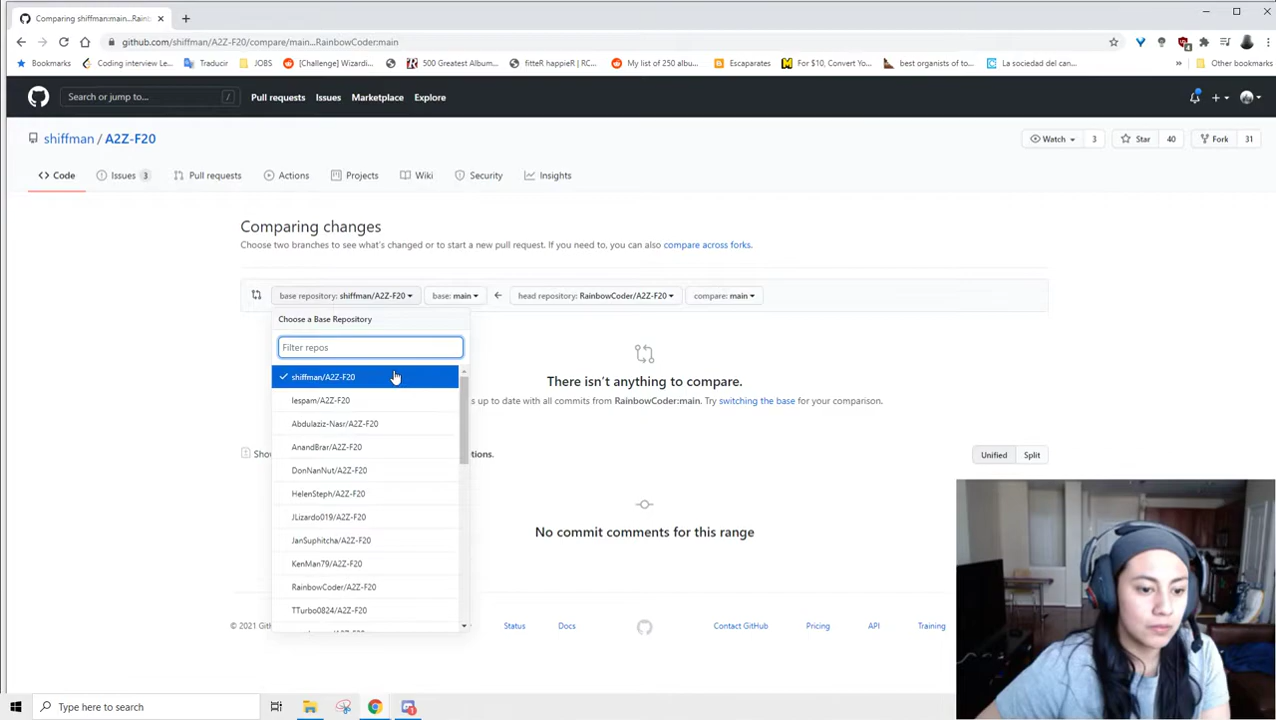 Comparing shiffman:main...Rainb
github.com/shiffman/A2Z-F20/compare/main...RainbowCoder:main
Bookmarks
Coding interview Le...
Traducir
JOBS
[Challenge] Wizardi...
500 Greatest Album...
fitteR happieR | RC...
My list of 250 album...
Escaparates
For $10, Convert Yo...
best organists of to...
La sociedad del can...
»
Other bookmarks
Search or jump to...
/
Pull requests
Issues
Marketplace
Explore
shiffman / A2Z-F20
Watch
3
Star
40
Fork
31
Code
Issues
3
Pull requests
Actions
Projects
Wiki
Security
Insights
Comparing changes
Choose two branches to see what's changed or to start a new pull request. If you need to, you can also compare across forks.
base repository: shiffman/A2Z-F20
base: main
head repository: RainbowCoder/A2Z-F20
compare: main
Choose a Base Repository
Filter repos
shiffman/A2Z-F20
lespam/A2Z-F20
Abdulaziz-Nasr/A2Z-F20
AnandBrar/A2Z-F20
DonNanNut/A2Z-F20
HelenSteph/A2Z-F20
JLizardo019/A2Z-F20
JanSuphitcha/A2Z-F20
KenMan79/A2Z-F20
RainbowCoder/A2Z-F20
TTurbo0824/A2Z-F20
There isn't anything to compare.
s up to date with all commits from RainbowCoder:main. Try switching the base for your comparison.
Unified
Split
No commit comments for this range
© 2021
Status
Docs
Contact GitHub
Pricing
API
Training
Type here to search